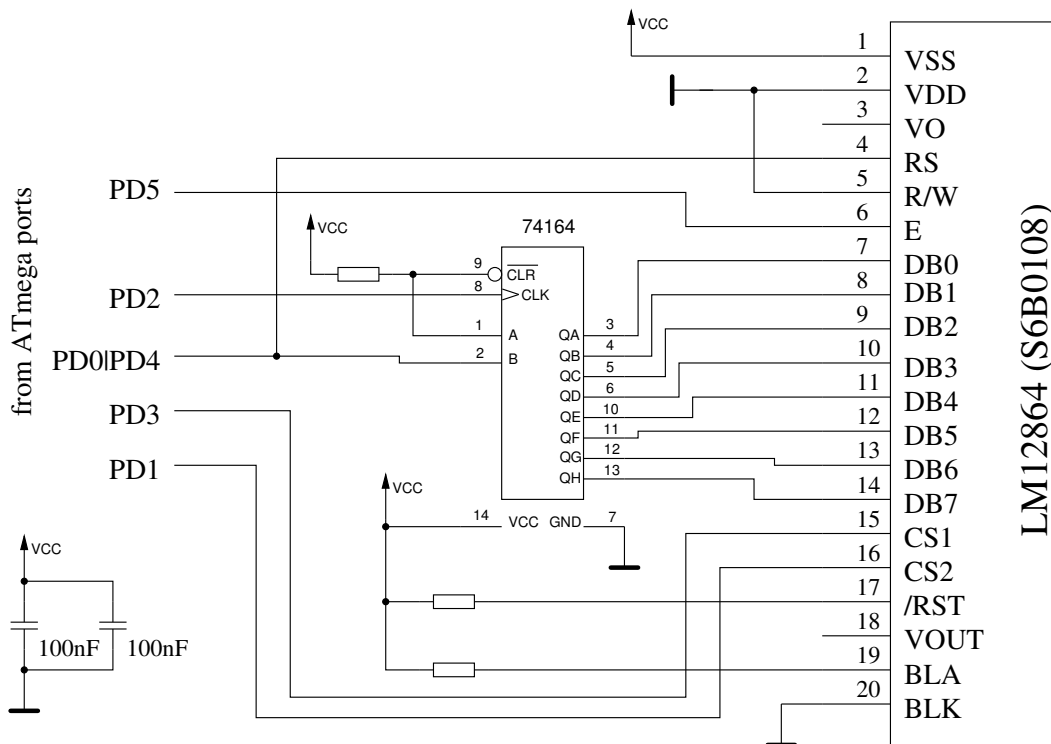 VCC
1
VSS
2
VDD
3
VO
4
RS
5
R/W
6
E
7
DB0
8
DB1
9
DB2
10
DB3
11
DB4
12
DB5
13
DB6
14
DB7
15
CS1
16
CS2
17
/RST
18
VOUT
19
BLA
20
BLK
LM12864 (S6B0108)
from ATmega ports
PD5
PD2
PD0|PD4
PD3
PD1
VCC
74164
9 CLR
8 CLK
1 A
2 B
QA 3
QB 4
QC 5
QD 6
QE 10
QF 11
QG 12
QH 13
14 VCC GND 7
VCC
VCC
100nF 100nF